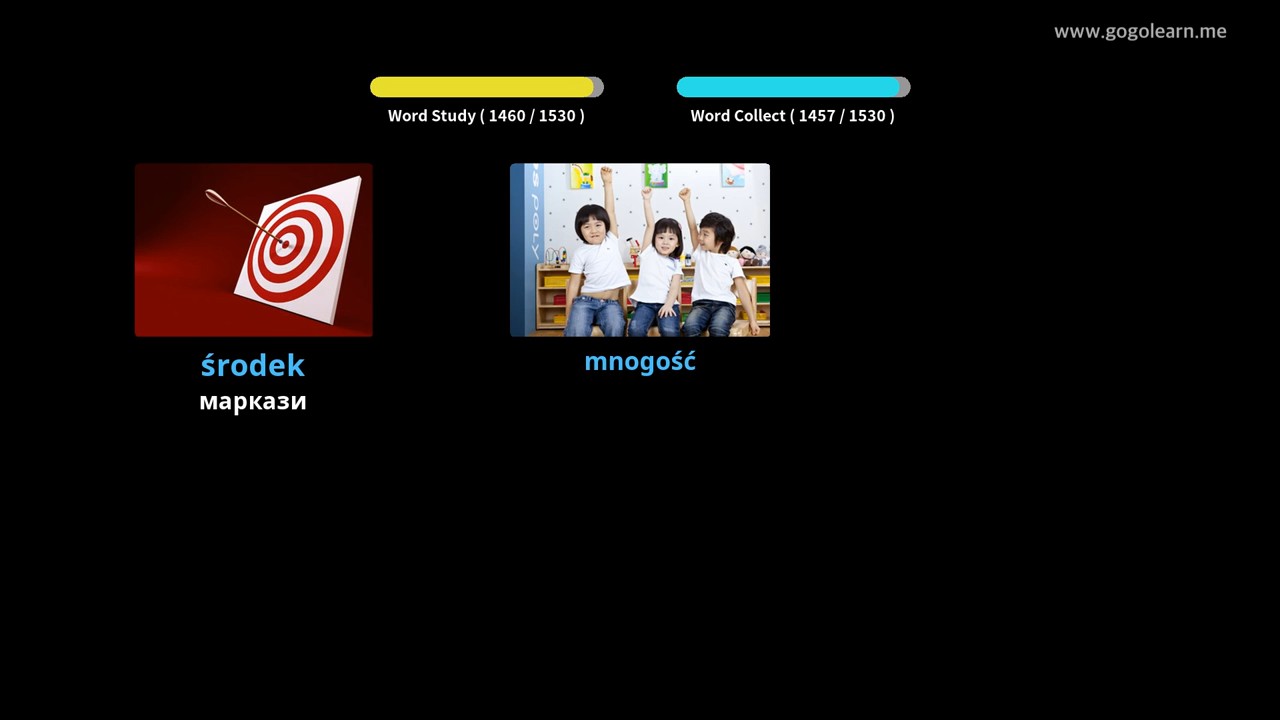 www.gogolearn.me
Word Study ( 1460 / 1530 )
Word Collect ( 1457 / 1530 )
środek
маркази
mnogość